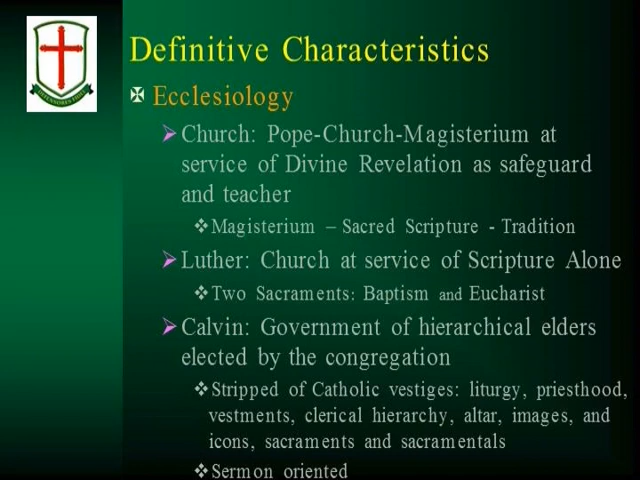 Definitive Characteristics
Ecclesiology
Church: Pope-Church-Magisterium at
service of Divine Revelation as safeguard
and teacher
Magisterium – Sacred Scripture - Tradition
Luther: Church at service of Scripture Alone
Two Sacraments: Baptism and Eucharist
Calvin: Government of hierarchical elders
elected by the congregation
Stripped of Catholic vestiges: liturgy, priesthood,
vestments, clerical hierarchy, altar, images, and
icons, sacraments and sacramentals
Sermon oriented